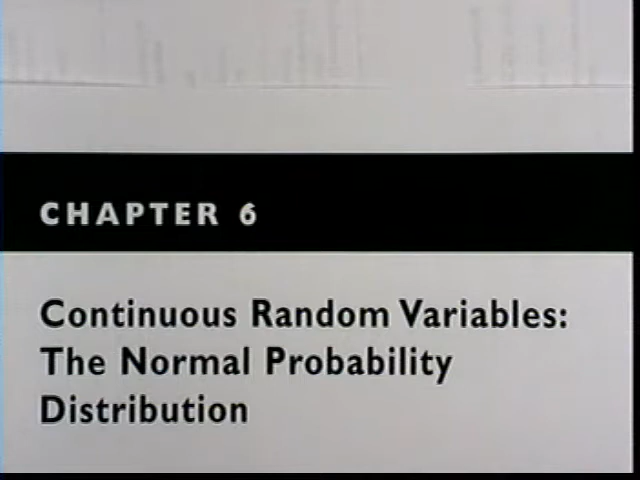 CHAPTER 6
Continuous Random Variables:
The Normal Probability
Distribution